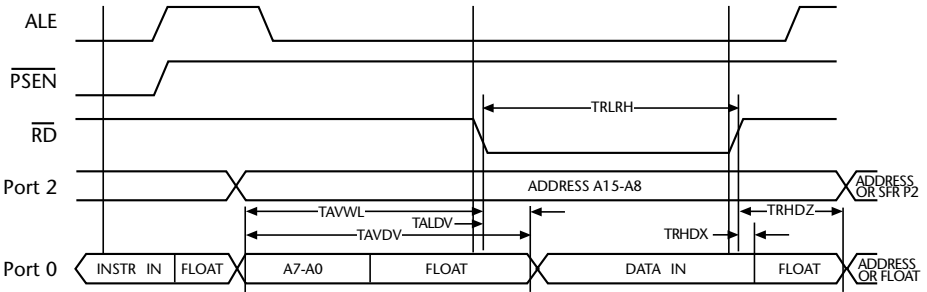 ALE
PSEN
TRLRH
RD
Port 2
ADDRESS A15-A8
ADDRESS
OR SFR P2
TAVWL
TALDV
TRHDZ
TAVDV
TRHDX
Port 0
INSTR IN
FLOAT
A7-A0
FLOAT
DATA IN
FLOAT
ADDRESS
OR FLOAT